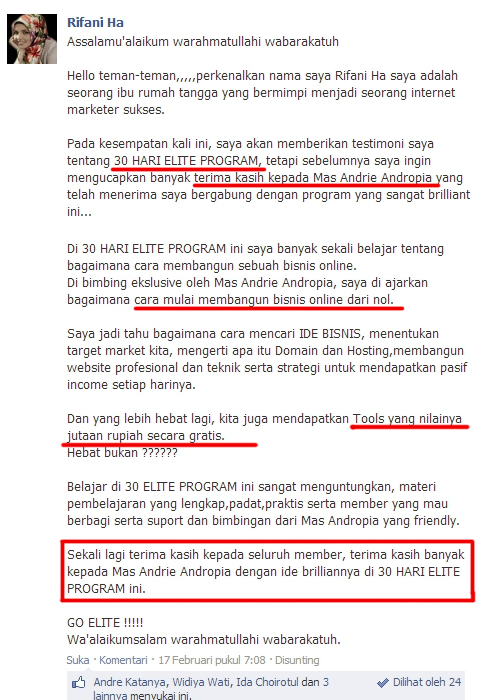 Rifani Ha
Assalamu'alaikum warahmatullahi wabarakatuh
Hello teman-teman,,,,,perkenalkan nama saya Rifani Ha saya adalah
seorang ibu rumah tangga yang bermimpi menjadi seorang internet
marketer sukses.
Pada kesempatan kali ini, saya akan memberikan testimoni saya
tentang 30 HARI ELITE PROGRAM, tetapi sebelumnya saya ingin
mengucapkan banyak terima kasih kepada Mas Andrie Andropia yang
telah menerima saya bergabung dengan program yang sangat brilliant
ini...
Di 30 HARI ELITE PROGRAM ini saya banyak sekali belajar tentang
bagaimana cara membangun sebuah bisnis online.
Di bimbing ekslusive oleh Mas Andrie Andropia, saya di ajarkan
bagaimana cara mulai membangun bisnis online dari nol.
Saya jadi tahu bagaimana cara mencari IDE BISNIS, menentukan
target market kita, mengerti apa itu Domain dan Hosting,membangun
website profesional dan teknik serta strategi untuk mendapatkan pasif
income setiap harinya.
Dan yang lebih hebat lagi, kita juga mendapatkan Tools yang nilainya
jutaan rupiah secara gratis.
Hebat bukan ??????
Belajar di 30 ELITE PROGRAM ini sangat menguntungkan, materi
pembelajaran yang lengkap,padat,praktis serta member yang mau
berbagi serta suport dan bimbingan dari Mas Andropia yang friendly.
Sekali lagi terima kasih kepada seluruh member, terima kasih banyak
kepada Mas Andrie Andropia dengan ide brilliannya di 30 HARI ELITE
PROGRAM ini.
GO ELITE !!!!!
Wa'alaikumsalam warahmatullahi wabarakatuh.
Suka · Komentari · 17 Februari pukul 7:08 · Disunting
Andre Katanya, Widiya Wati, Ida Choirotul dan 3 Dilihat oleh 24
lainnya menyukai ini.